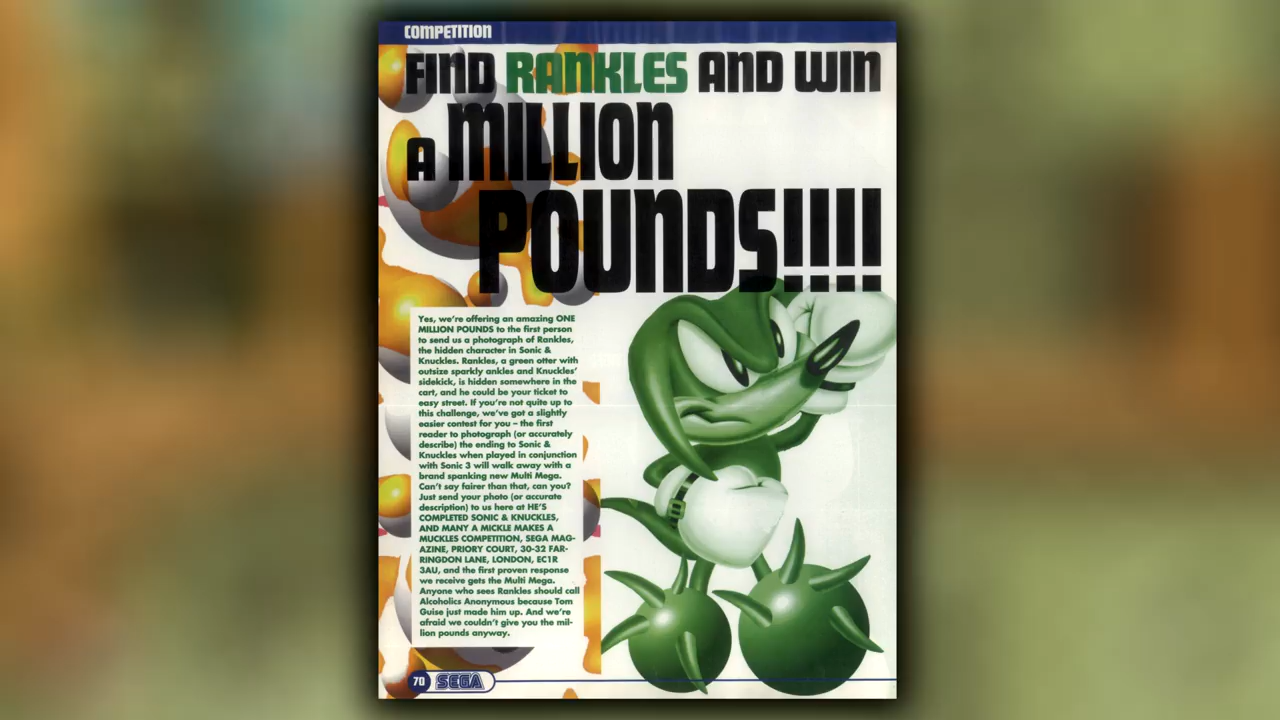 COMPETITION
FIND RANKLES AND WIN
A MILLION
POUNDS!!!!
Yes, we're offering an amazing ONE
MILLION POUNDS to the first person
to send us a photograph of Rankles,
the hidden character in Sonic &
Knuckles. Rankles, a green otter with
outsize sparkly ankles and Knuckles'
sidekick, is hidden somewhere in the
cart, and he could be your ticket to
easy street. If you're not quite up to
this challenge, we've got a slightly
easier contest for you – the first
reader to photograph (or accurately
describe) the ending to Sonic &
Knuckles when played in conjunction
with Sonic 3 will walk away with a
brand spanking new Multi Mega.
Can't say fairer than that, can you?
Just send your photo (or accurate
description) to us here at HE'S
COMPLETED SONIC & KNUCKLES,
AND MANY A MICKLE MAKES A
MUCKLES COMPETITION, SEGA MAG-
AZINE, PRIORY COURT, 30-32 FAR-
RINGDON LANE, LONDON, EC1R
3AU, and the first proven response
we receive gets the Multi Mega.
Anyone who sees Rankles should call
Alcoholics Anonymous because Tom
Guise just made him up. And we're
afraid we couldn't give you the mil-
lion pounds anyway.
70 SEGA